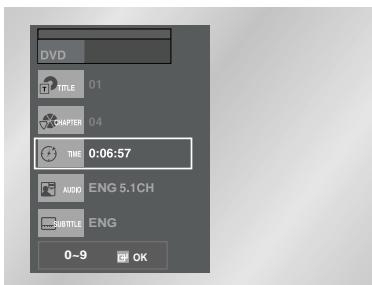 DVD
TITLE 01
CHAPTER 04
TIME 0:06:57
AUDIO ENG 5.1CH
SUBTITLE ENG
0~9 OK